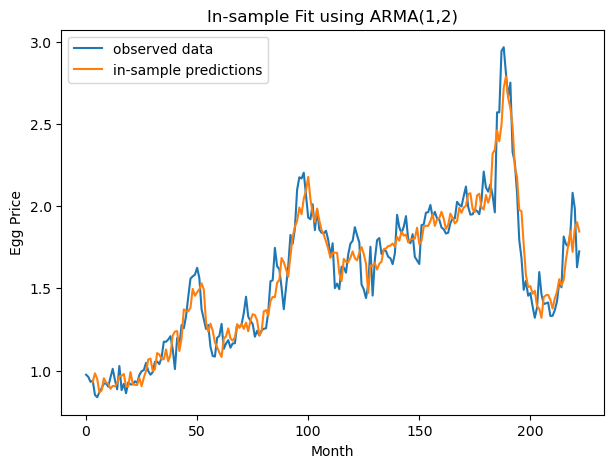 In-sample Fit using ARMA(1,2)
observed data
in-sample predictions
Egg Price
3.0
2.5
2.0
1.5
1.0
0
50
100
150
200
Month